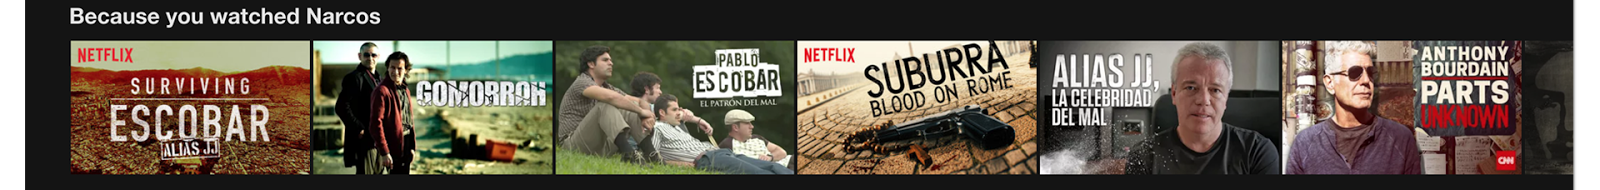 Because you watched Narcos
NETFLIX
SURVIVING
ESCOBAR
ALIAS JJ
GOMORRAH
PABLO
ESCOBAR
EL PATRÓN DEL MAL
NETFLIX
SUBURRA
BLOOD ON ROME
ALIAS JJ,
LA CELEBRIDAD
DEL MAL
ANTHONY
BOURDAIN
PARTS
UNKNOWN
CNN